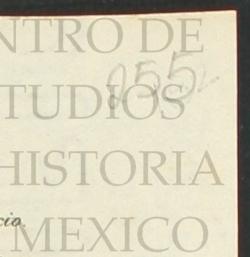 NTRO DE
055
TUDIOS
HISTORIA
cio
MEXICO